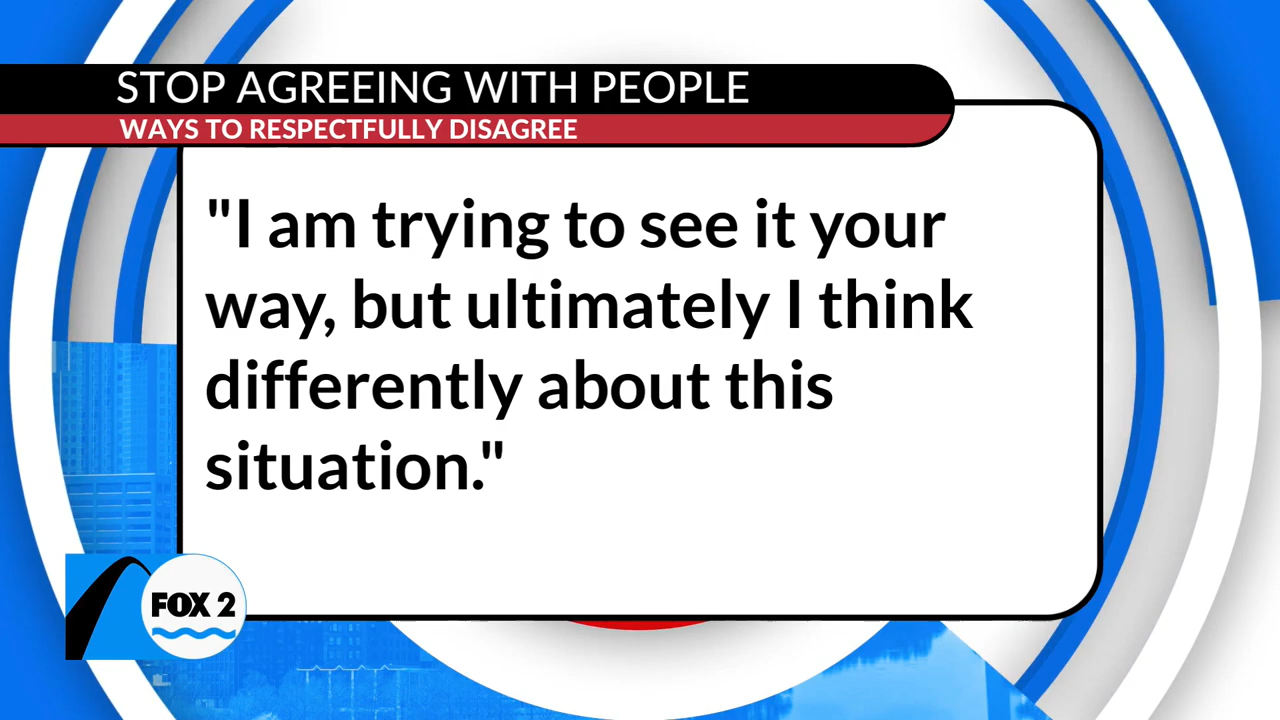 STOP AGREEING WITH PEOPLE
WAYS TO RESPECTFULLY DISAGREE
"I am trying to see it your
way, but ultimately I think
differently about this
situation."
FOX 2